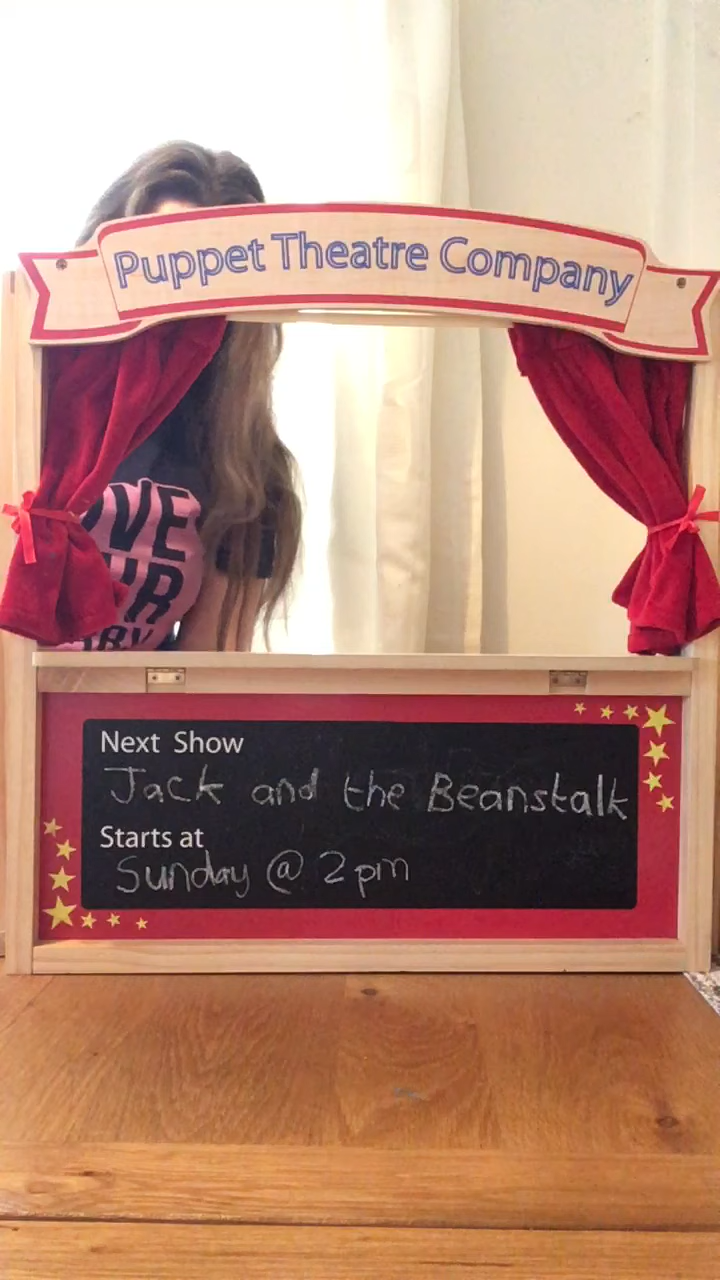 Puppet Theatre Company
Next Show
Jack and the Beanstalk
Starts at
Sunday @ 2pm